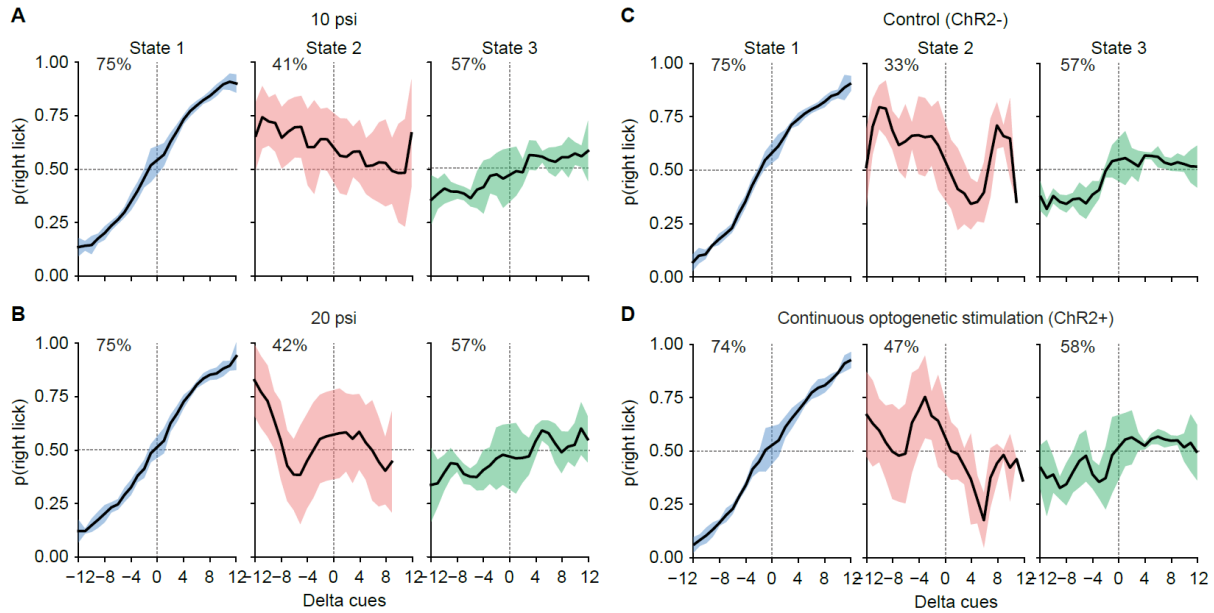 A
10 psi
State 1 State 2 State 3
75% 41% 57%
p(right lick)
1.00
0.75
0.50
0.25
0.00
B
20 psi
75% 42% 57%
p(right lick)
1.00
0.75
0.50
0.25
0.00
−12 −8 −4 0 4 8 12 −12 −8 −4 0 4 8 12 −12 −8 −4 0 4 8 12
Delta cues
C
Control (ChR2-)
State 1 State 2 State 3
75% 33% 57%
p(right lick)
1.00
0.75
0.50
0.25
0.00
D
Continuous optogenetic stimulation (ChR2+)
74% 47% 58%
p(right lick)
1.00
0.75
0.50
0.25
0.00
−12 −8 −4 0 4 8 12 −12 −8 −4 0 4 8 12 −12 −8 −4 0 4 8 12
Delta cues